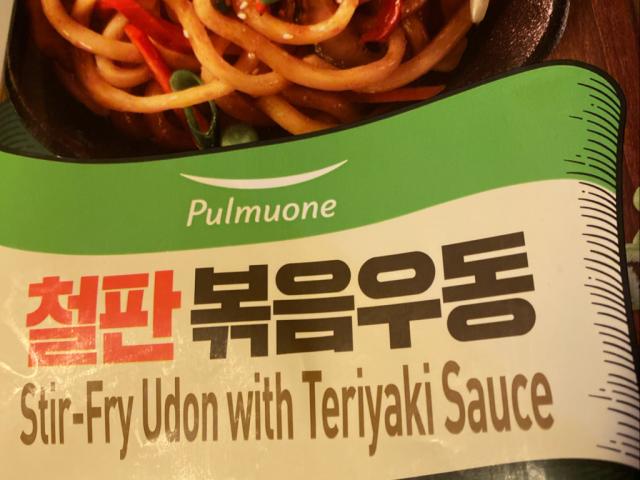 Pulmuone
철판 볶음우동
Stir-Fry Udon with Teriyaki Sauce